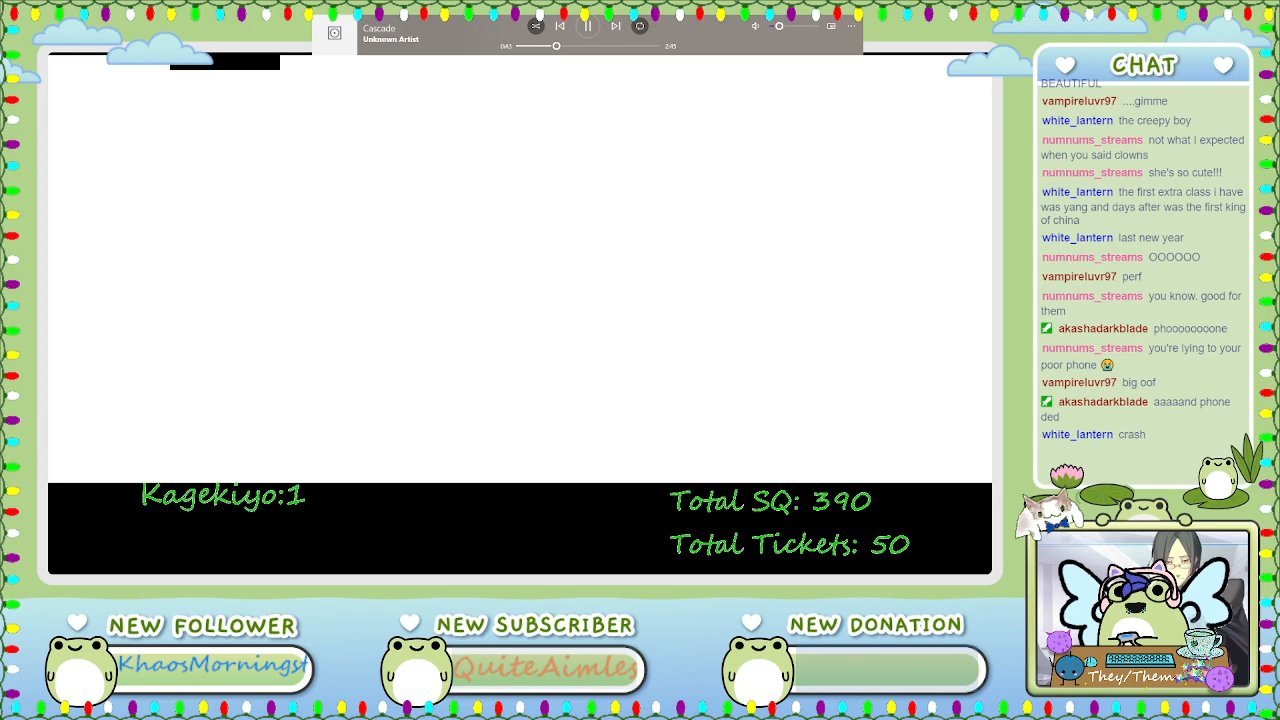 Cascade
Unknown Artist
0:43
2:45
CHAT
BEAUTIFUL
vampireluvr97 ....gimme
white_lantern the creepy boy
numnums_streams not what I expected
when you said clowns
numnums_streams she's so cute!!!
white_lantern the first extra class i have
was yang and days after was the first king
of china
white_lantern last new year
numnums_streams OOOOOO
vampireluvr97 perf
numnums_streams you know. good for
them
akashadarkblade phoooooooone
numnums_streams you're lying to your
poor phone 😭
vampireluvr97 big oof
akashadarkblade aaaaand phone
ded
white_lantern crash
Kagekiyo:1
Total SQ: 390
Total Tickets: 50
NEW FOLLOWER
KhaosMorningst
NEW SUBSCRIBER
QuiteAimles
NEW DONATION
They/Them